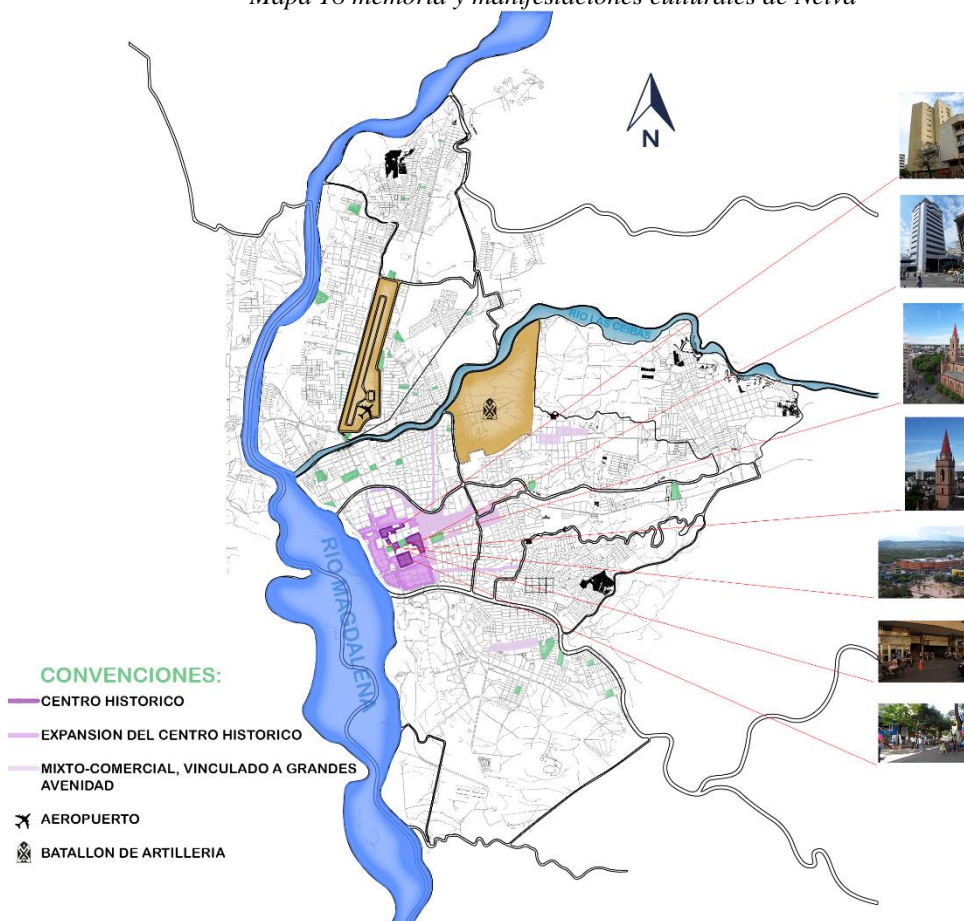 Mapa 16 memoria y manifestaciones culturales de Neiva
N
RIO LAS CEIBAS
RIO MAGDALENA
CONVENCIONES:
CENTRO HISTORICO
EXPANSION DEL CENTRO HISTORICO
MIXTO-COMERCIAL, VINCULADO A GRANDES
AVENIDAD
AEROPUERTO
BATALLON DE ARTILLERIA